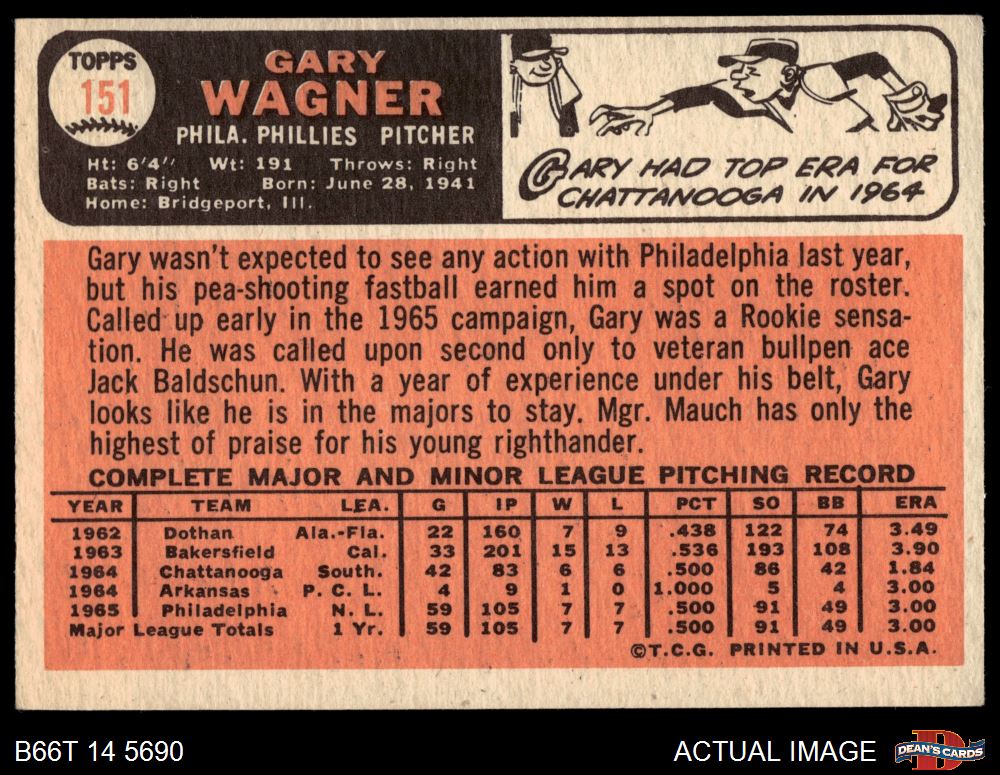 TOPPS
151
GARY
WAGNER
PHILA. PHILLIES PITCHER
Ht: 6'4" Wt: 191 Throws: Right
Bats: Right Born: June 28, 1941
Home: Bridgeport, Ill.
GARY HAD TOP ERA FOR
CHATTANOOGA IN 1964
Gary wasn't expected to see any action with Philadelphia last year,
but his pea-shooting fastball earned him a spot on the roster.
Called up early in the 1965 campaign, Gary was a Rookie sensa-
tion. He was called upon second only to veteran bullpen ace
Jack Baldschun. With a year of experience under his belt, Gary
looks like he is in the majors to stay. Mgr. Mauch has only the
highest of praise for his young righthander.
COMPLETE MAJOR AND MINOR LEAGUE PITCHING RECORD
YEAR TEAM LEA. G IP W L PCT SO BB ERA
1962 Dothan Ala.-Fla. 22 160 7 9 .438 122 74 3.49
1963 Bakersfield Cal. 33 201 15 13 .536 193 108 3.90
1964 Chattanooga South. 42 83 6 6 .500 86 42 1.84
1964 Arkansas P. C. L. 4 9 1 0 1.000 5 4 3.00
1965 Philadelphia N. L. 59 105 7 7 .500 91 49 3.00
Major League Totals 1 Yr. 59 105 7 7 .500 91 49 3.00
©T.C.G. PRINTED IN U.S.A.
B66T 14 5690
ACTUAL IMAGE
DEAN'S CARDS